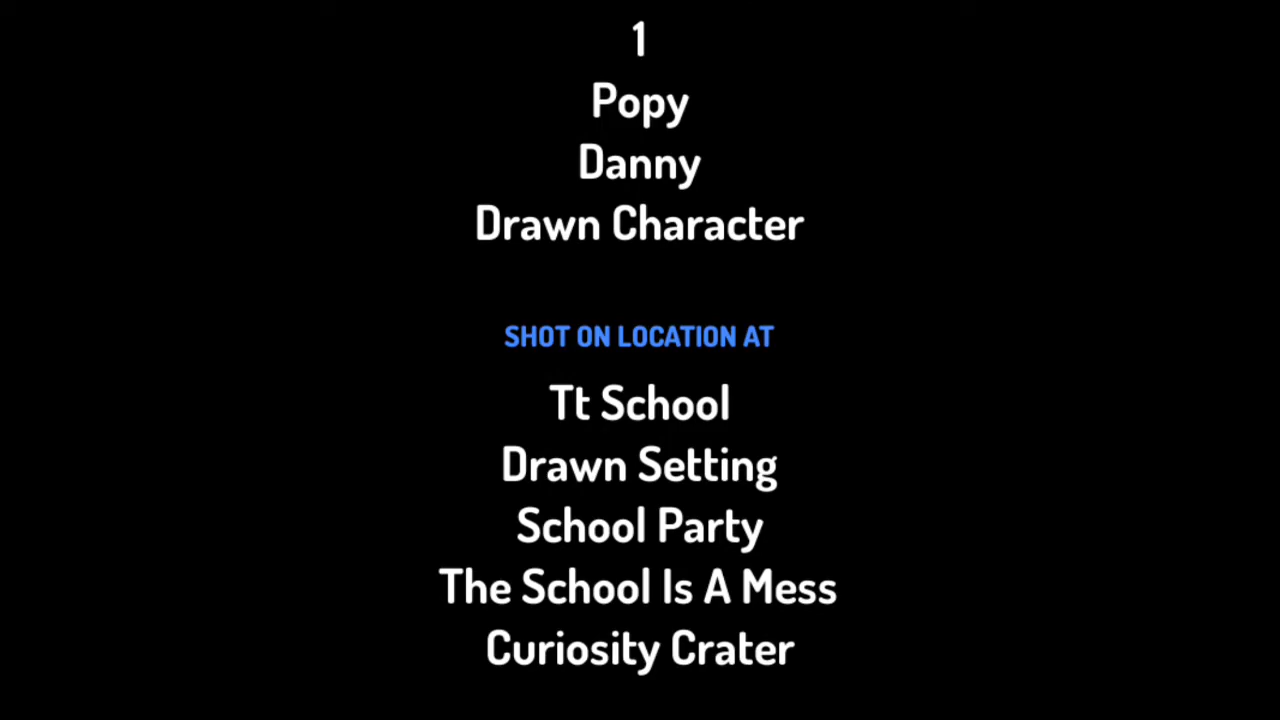 1
Popy
Danny
Drawn Character
SHOT ON LOCATION AT
Tt School
Drawn Setting
School Party
The School Is A Mess
Curiosity Crater